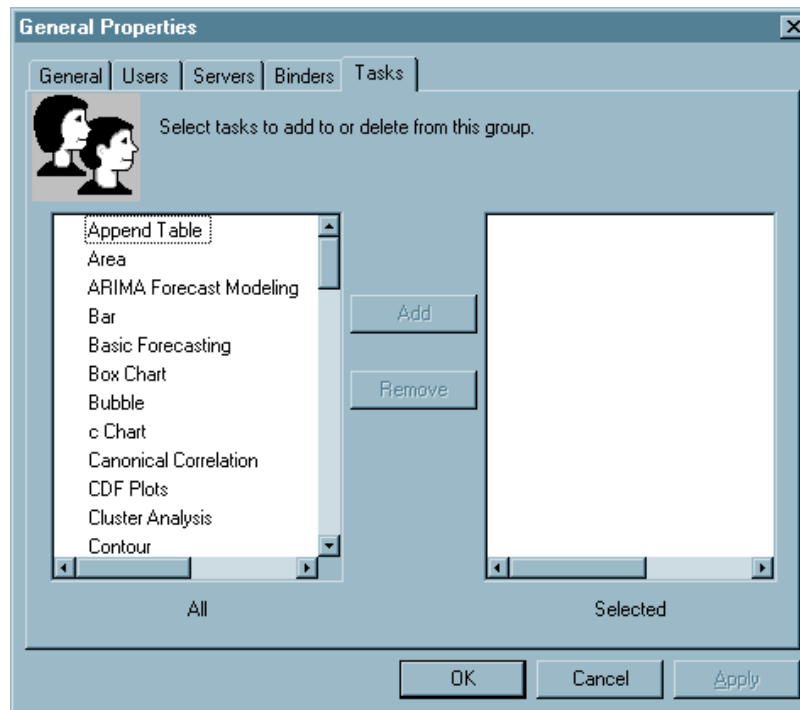 General Properties
General
Users
Servers
Binders
Tasks
Select tasks to add to or delete from this group.
Append Table
Area
ARIMA Forecast Modeling
Bar
Basic Forecasting
Box Chart
Bubble
c Chart
Canonical Correlation
CDF Plots
Cluster Analysis
Contour
Add
Remove
All
Selected
OK
Cancel
Apply